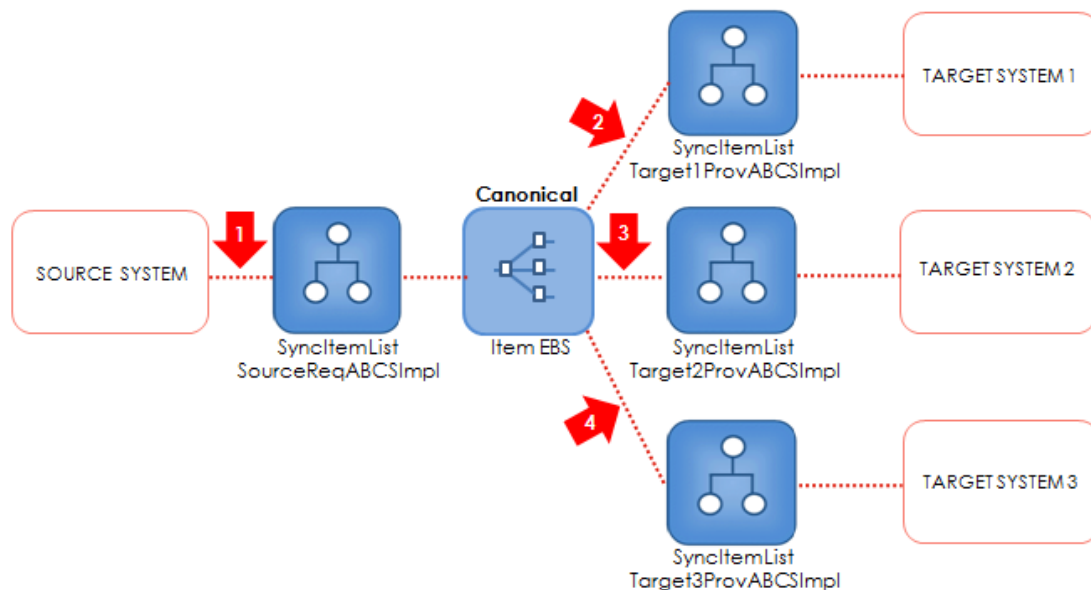 2
TARGET SYSTEM 1
SyncItemList
Target1ProvABCSImpl
Canonical
1
3
SOURCE SYSTEM
TARGET SYSTEM 2
SyncItemList
SourceReqABCSImpl
Item EBS
SyncItemList
Target2ProvABCSImpl
4
TARGET SYSTEM 3
SyncItemList
Target3ProvABCSImpl